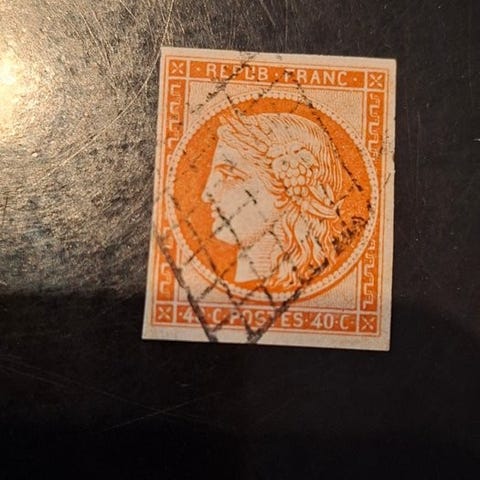 REPUB · FRANC ·
· 40 · C · POSTES · 40 · C ·